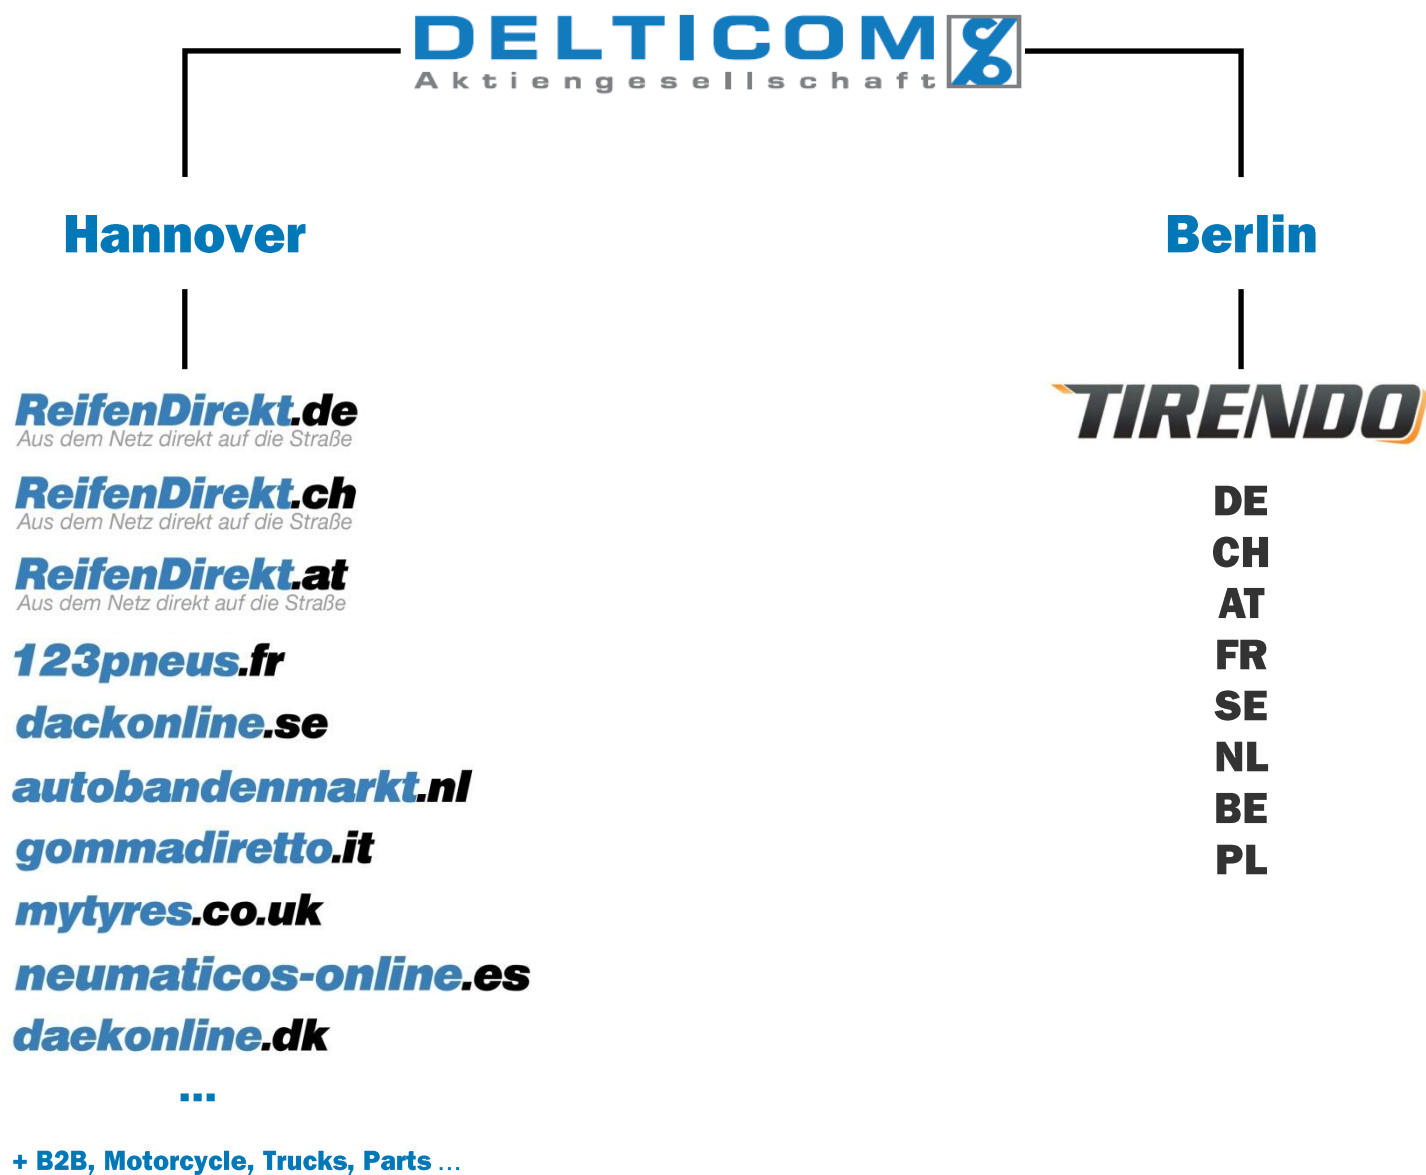 DELTICOM
Aktiengesellschaft
Hannover
ReifenDirekt.de
Aus dem Netz direkt auf die Straße
ReifenDirekt.ch
Aus dem Netz direkt auf die Straße
ReifenDirekt.at
Aus dem Netz direkt auf die Straße
123pneus.fr
dackonline.se
autobandenmarkt.nl
gommadiretto.it
mytyres.co.uk
neumaticos-online.es
daekonline.dk
...
+ B2B, Motorcycle, Trucks, Parts ...
Berlin
TIRENDO
DE
CH
AT
FR
SE
NL
BE
PL